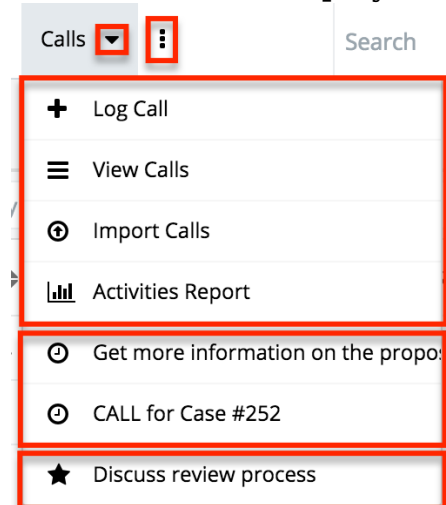 Calls
Search
Log Call
View Calls
Import Calls
Activities Report
Get more information on the propos
CALL for Case #252
Discuss review process